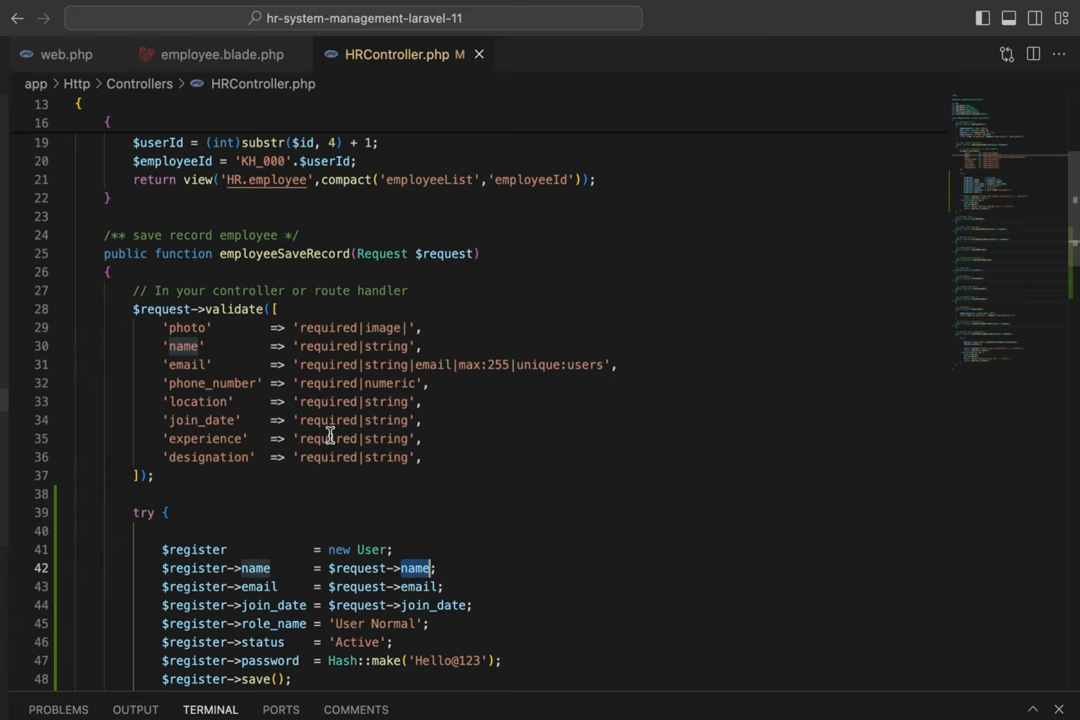 hr-system-management-laravel-11
web.php
employee.blade.php
HRController.php M
app > Http > Controllers > HRController.php
13 {
16 {
19 $userId = (int)substr($id, 4) + 1;
20 $employeeId = 'KH_000'.$userId;
21 return view('HR.employee',compact('employeeList','employeeId'));
22 }
23
24 /** save record employee */
25 public function employeeSaveRecord(Request $request)
26 {
27 // In your controller or route handler
28 $request->validate([
29 'photo' => 'required|image|',
30 'name' => 'required|string',
31 'email' => 'required|string|email|max:255|unique:users',
32 'phone_number' => 'required|numeric',
33 'location' => 'required|string',
34 'join_date' => 'required|string',
35 'experience' => 'required|string',
36 'designation' => 'required|string',
37 ]);
38
39 try {
40
41 $register = new User;
42 $register->name = $request->name;
43 $register->email = $request->email;
44 $register->join_date = $request->join_date;
45 $register->role_name = 'User Normal';
46 $register->status = 'Active';
47 $register->password = Hash::make('Hello@123');
48 $register->save();
PROBLEMS OUTPUT TERMINAL PORTS COMMENTS